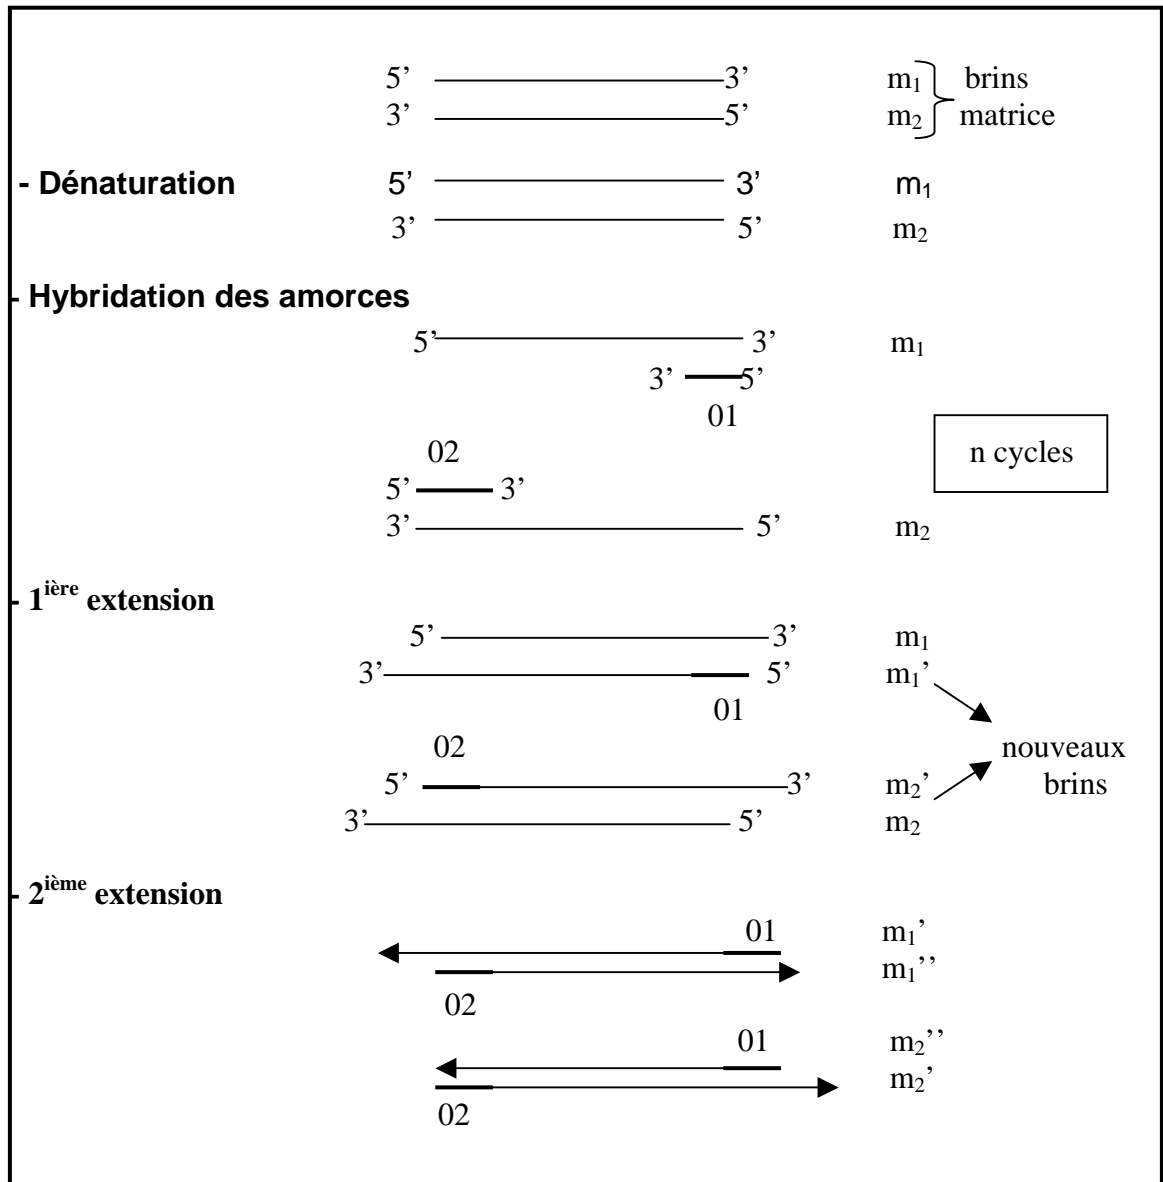 5’ 3’ m₁ brins
3’ 5’ m₂ matrice
- Dénaturation 5’ 3’ m₁
3’ 5’ m₂
- Hybridation des amorces
5’ 3’ m₁
3’ 5’
01
02
n cycles
5’ 3’
3’ 5’ m₂
- 1ière extension
5’ 3’ m₁
3’ 5’ m₁’
01
02
nouveaux
brins
5’ 3’ m₂’
3’ 5’ m₂
- 2ième extension
01 m₁’
m₁’’
02
01 m₂’’
m₂’
02